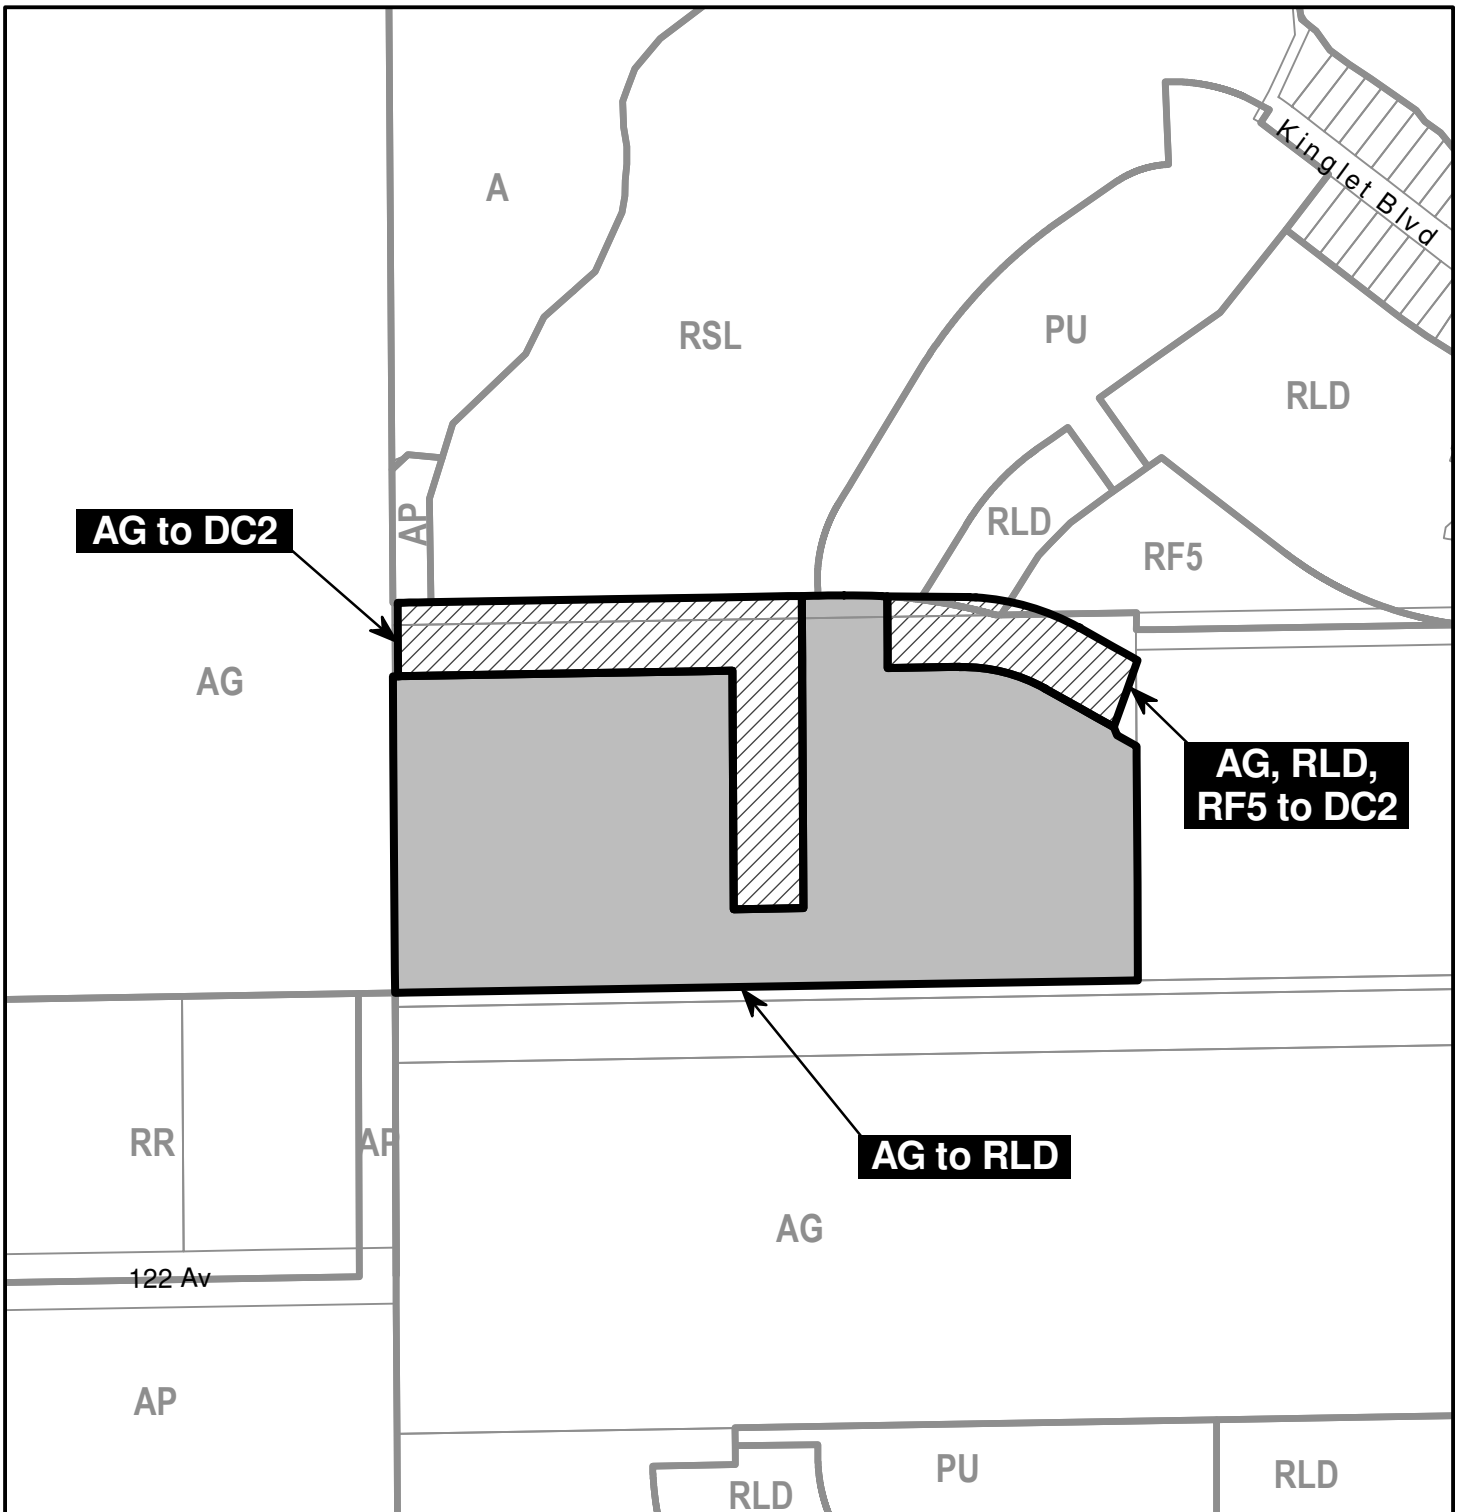 Kinglet Blvd
A
RSL
PU
RLD
AG to DC2
AP
RLD
RF5
AG
AG, RLD,
RF5 to DC2
RR
AP
AG to RLD
AG
122 Av
AP
PU
RLD
RLD